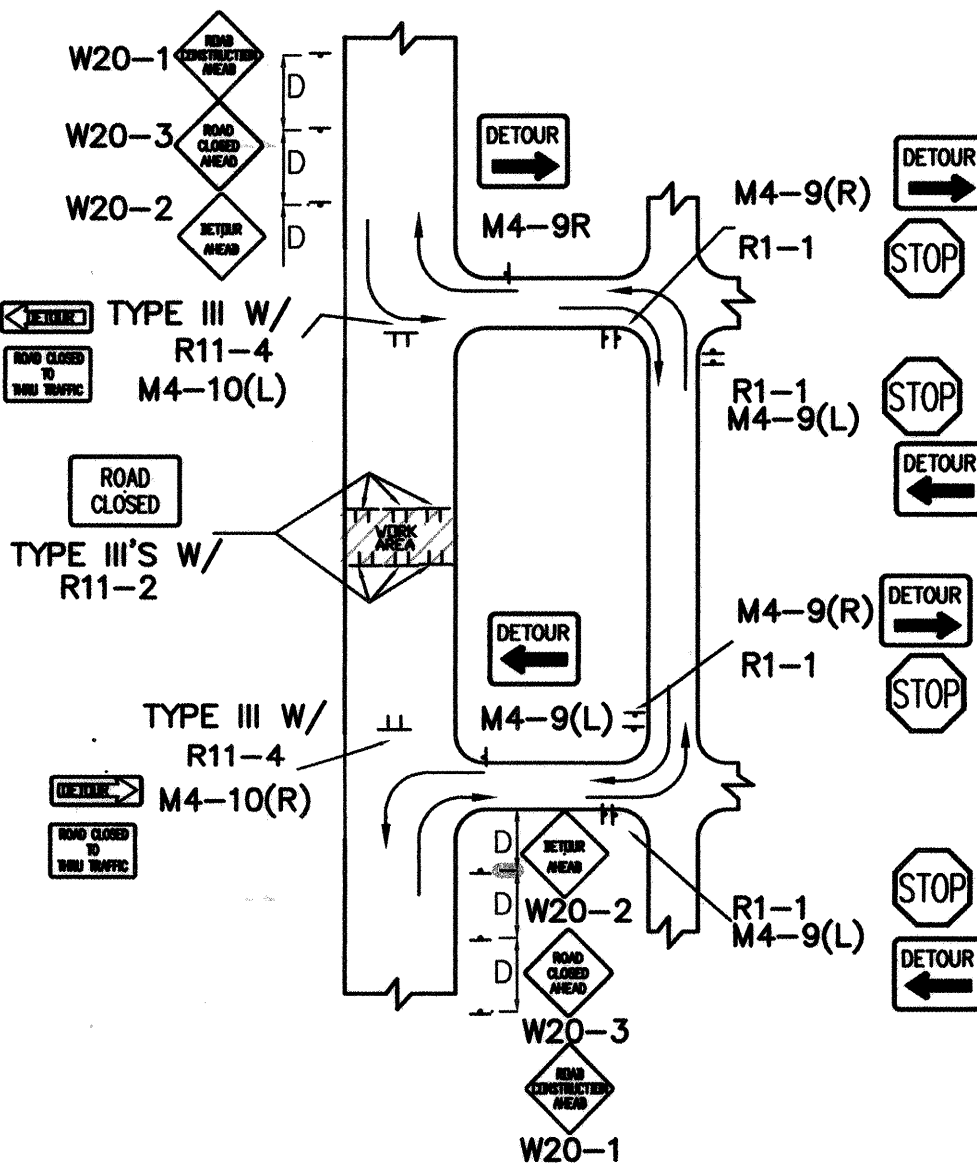 W20-1
ROAD
CONSTRUCTION
AHEAD
D
W20-3
ROAD
CLOSED
AHEAD
D
W20-2
DETOUR
AHEAD
D
DETOUR
M4-9R
DETOUR
M4-9(R)
R1-1
STOP
DETOUR
ROAD CLOSED
TO
THRU TRAFFIC
TYPE III W/
R11-4
M4-10(L)
R1-1
M4-9(L)
STOP
DETOUR
ROAD
CLOSED
TYPE III'S W/
R11-2
WORK
AREA
DETOUR
M4-9(L)
M4-9(R)
R1-1
DETOUR
STOP
TYPE III W/
R11-4
M4-10(R)
DETOUR
ROAD CLOSED
TO
THRU TRAFFIC
D
DETOUR
AHEAD
W20-2
D
ROAD
CLOSED
AHEAD
D
W20-3
ROAD
CONSTRUCTION
AHEAD
W20-1
R1-1
M4-9(L)
STOP
DETOUR